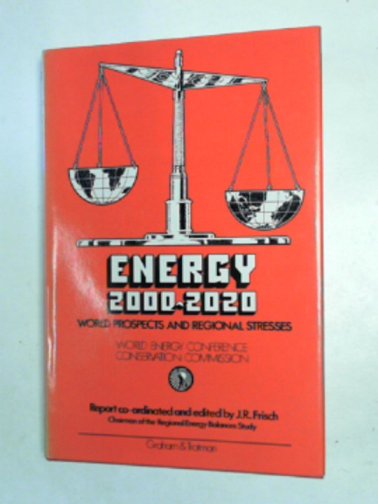 ENERGY
2000-2020
WORLD PROSPECTS AND REGIONAL STRESSES
WORLD ENERGY CONFERENCE
CONSERVATION COMMISSION
Report co-ordinated and edited by J.R. Frisch
Chairman of the Regional Energy Balances Study
Graham & Trotman